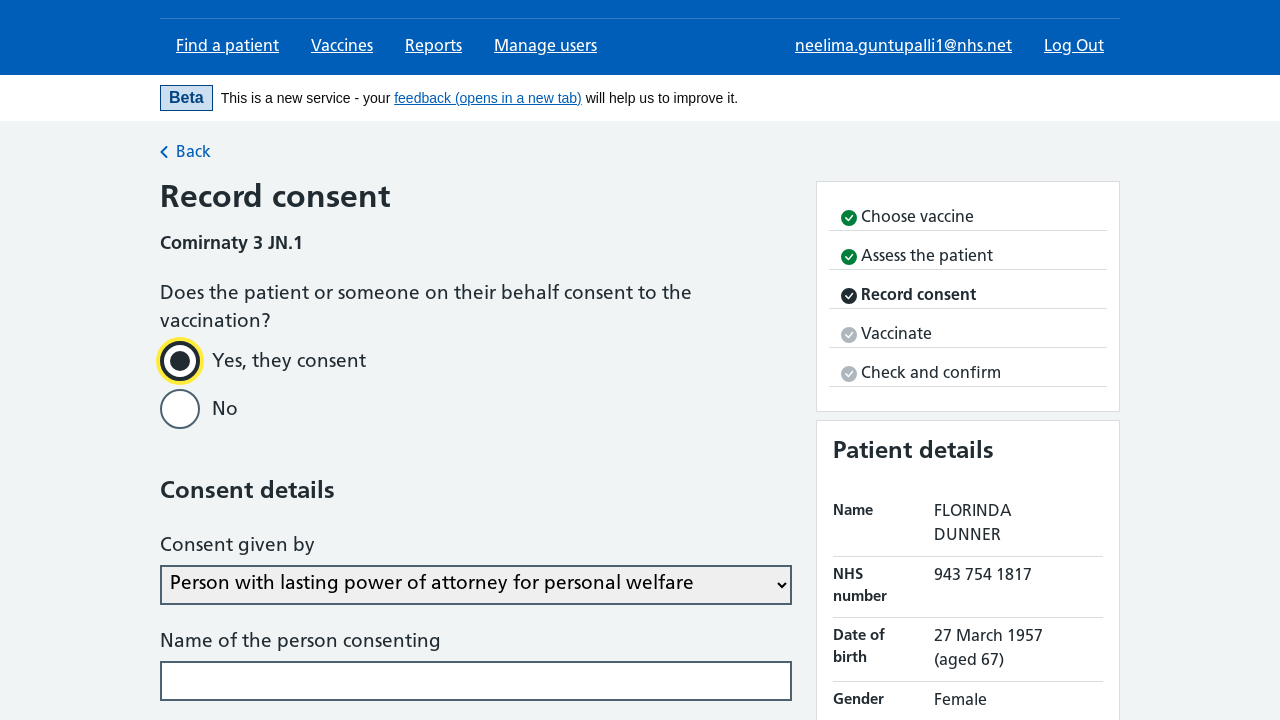 Find a patient
Vaccines
Reports
Manage users
neelima.guntupalli1@nhs.net
Log Out
Beta
This is a new service - your feedback (opens in a new tab) will help us to improve it.
Back
Record consent
Comirnaty 3 JN.1
Does the patient or someone on their behalf consent to the
vaccination?
Yes, they consent
No
Consent details
Consent given by
Person with lasting power of attorney for personal welfare
Name of the person consenting
Choose vaccine
Assess the patient
Record consent
Vaccinate
Check and confirm
Patient details
Name
FLORINDA
DUNNER
NHS
number
943 754 1817
Date of
birth
27 March 1957
(aged 67)
Gender
Female